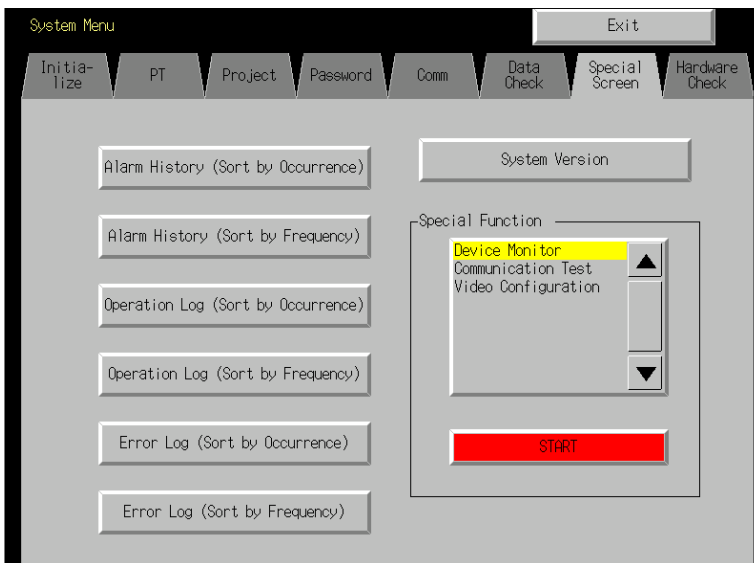 System Menu
Exit
Initia-
lize
PT
Project
Password
Comm
Data
Check
Special
Screen
Hardware
Check
Alarm History (Sort by Occurrence)
Alarm History (Sort by Frequency)
Operation Log (Sort by Occurrence)
Operation Log (Sort by Frequency)
Error Log (Sort by Occurrence)
Error Log (Sort by Frequency)
System Version
Special Function
Device Monitor
Communication Test
Video Configuration
START